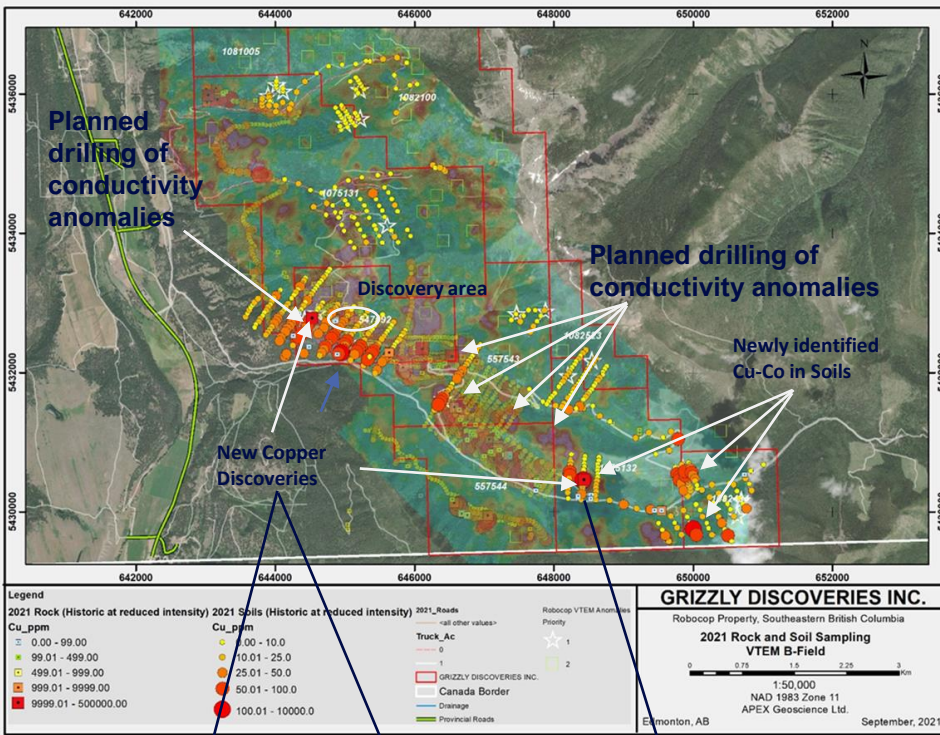 642000 644000 646000 648000 650000 652000
N
5436000
5434000
5432000
5430000
1081005
1082100
1075131
557543
557544
Planned
drilling of
conductivity
anomalies
Planned drilling of
conductivity anomalies
Discovery area
Newly identified
Cu-Co in Soils
New Copper
Discoveries
642000 644000 646000 648000 650000 652000
Legend
2021 Rock (Historic at reduced intensity)
Cu_ppm
0.00 - 99.00
99.01 - 499.00
499.01 - 999.00
999.01 - 9999.00
9999.01 - 500000.00
2021 Soils (Historic at reduced intensity)
Cu_ppm
0.00 - 10.0
10.01 - 25.0
25.01 - 50.0
50.01 - 100.0
100.01 - 10000.0
2021_Roads
<all other values>
Truck_Ac
0
1
GRIZZLY DISCOVERIES INC.
Canada Border
Drainage
Provincial Roads
Robocop VTEM Anomalies
Priority
1
2
GRIZZLY DISCOVERIES INC.
Robocop Property, Southeastern British Columbia
2021 Rock and Soil Sampling
VTEM B-Field
0 0.75 1.5 2.25 3
Km
1:50,000
NAD 1983 Zone 11
APEX Geoscience Ltd.
Edmonton, AB
September, 2021